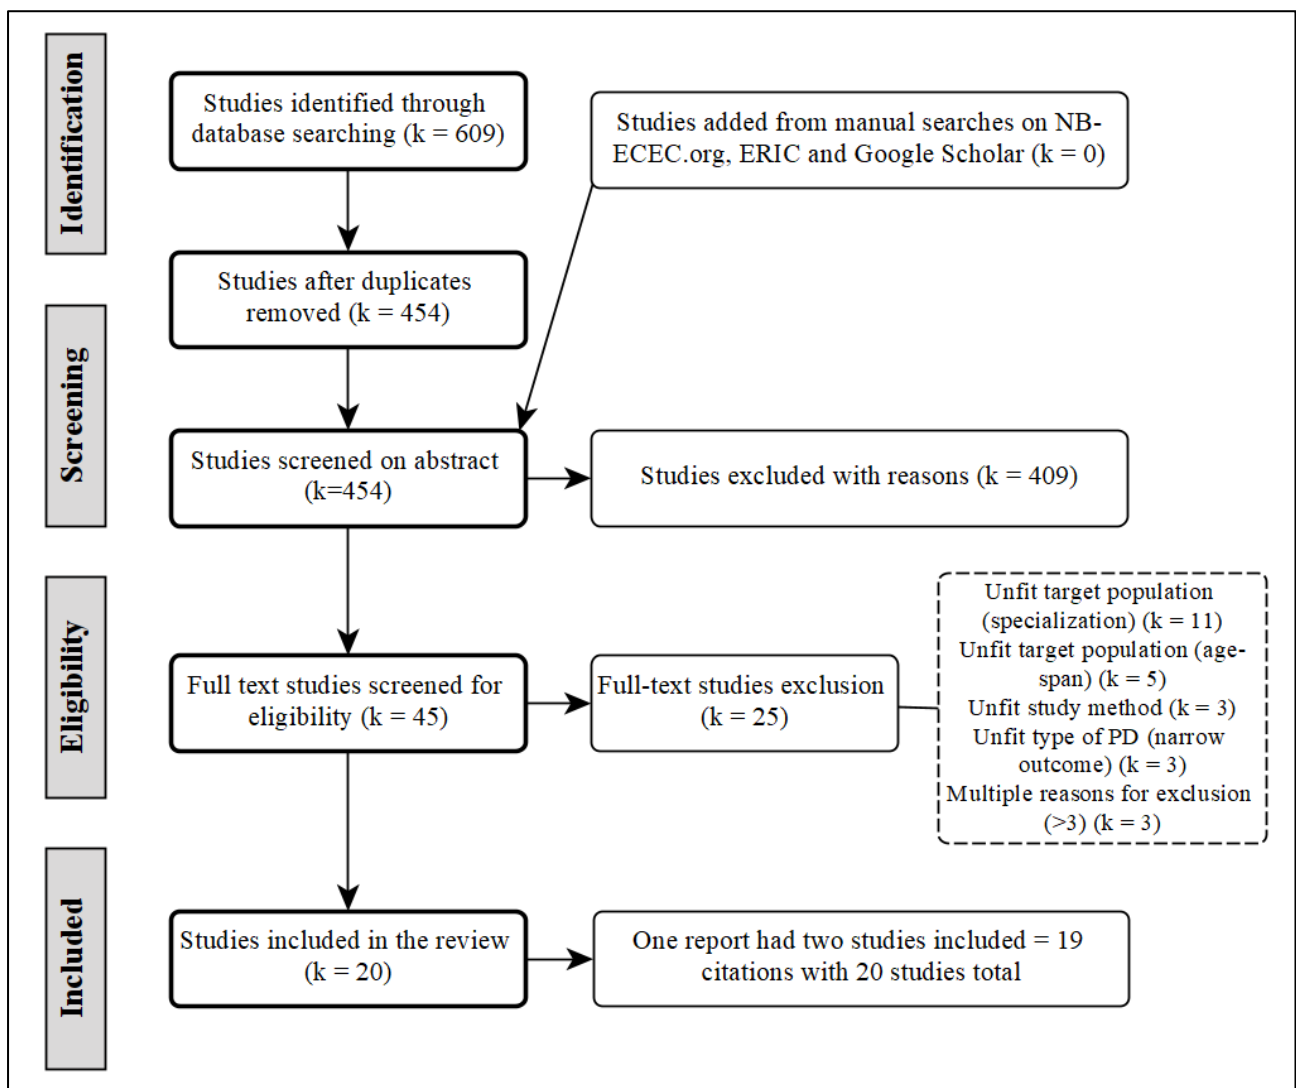 Identification
Studies identified through
database searching (k = 609)
Studies added from manual searches on NB-
ECEC.org, ERIC and Google Scholar (k = 0)
Studies after duplicates
removed (k = 454)
Screening
Studies screened on abstract
(k=454)
Studies excluded with reasons (k = 409)
Eligibility
Full text studies screened for
eligibility (k = 45)
Full-text studies exclusion
(k = 25)
Unfit target population
(specialization) (k = 11)
Unfit target population (age-
span) (k = 5)
Unfit study method (k = 3)
Unfit type of PD (narrow
outcome) (k = 3)
Multiple reasons for exclusion
(>3) (k = 3)
Included
Studies included in the review
(k = 20)
One report had two studies included = 19
citations with 20 studies total